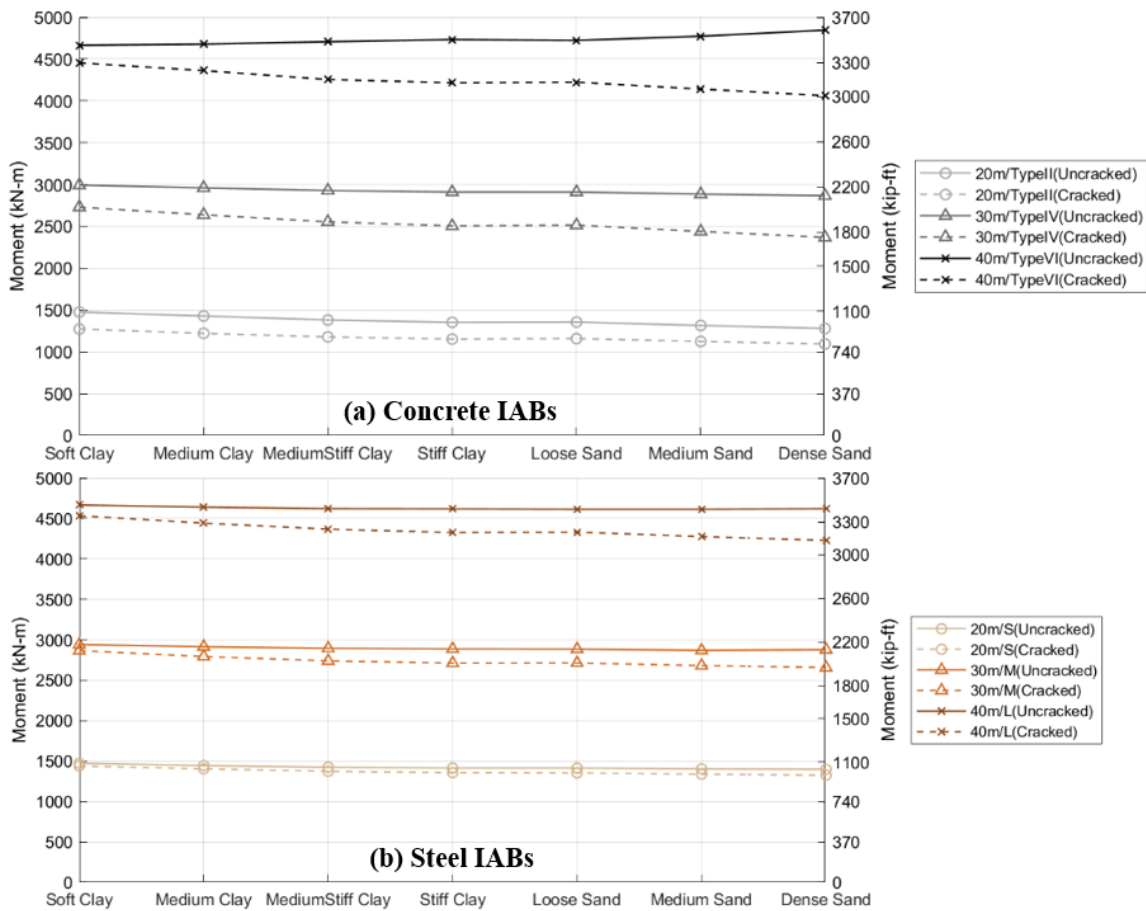 5000
4500
4000
3500
3000
2500
2000
1500
1000
500
0
Moment (kN-m)
3700
3300
3000
2600
2200
1800
1500
1100
740
370
0
Moment (kip-ft)
Soft Clay
Medium Clay
MediumStiff Clay
Stiff Clay
Loose Sand
Medium Sand
Dense Sand
(a) Concrete IABs
20m/TypeII(Uncracked)
20m/TypeII(Cracked)
30m/TypeIV(Uncracked)
30m/TypeIV(Cracked)
40m/TypeVI(Uncracked)
40m/TypeVI(Cracked)
5000
4500
4000
3500
3000
2500
2000
1500
1000
500
0
Moment (kN-m)
3700
3300
3000
2600
2200
1800
1500
1100
740
370
0
Moment (kip-ft)
Soft Clay
Medium Clay
MediumStiff Clay
Stiff Clay
Loose Sand
Medium Sand
Dense Sand
(b) Steel IABs
20m/S(Uncracked)
20m/S(Cracked)
30m/M(Uncracked)
30m/M(Cracked)
40m/L(Uncracked)
40m/L(Cracked)